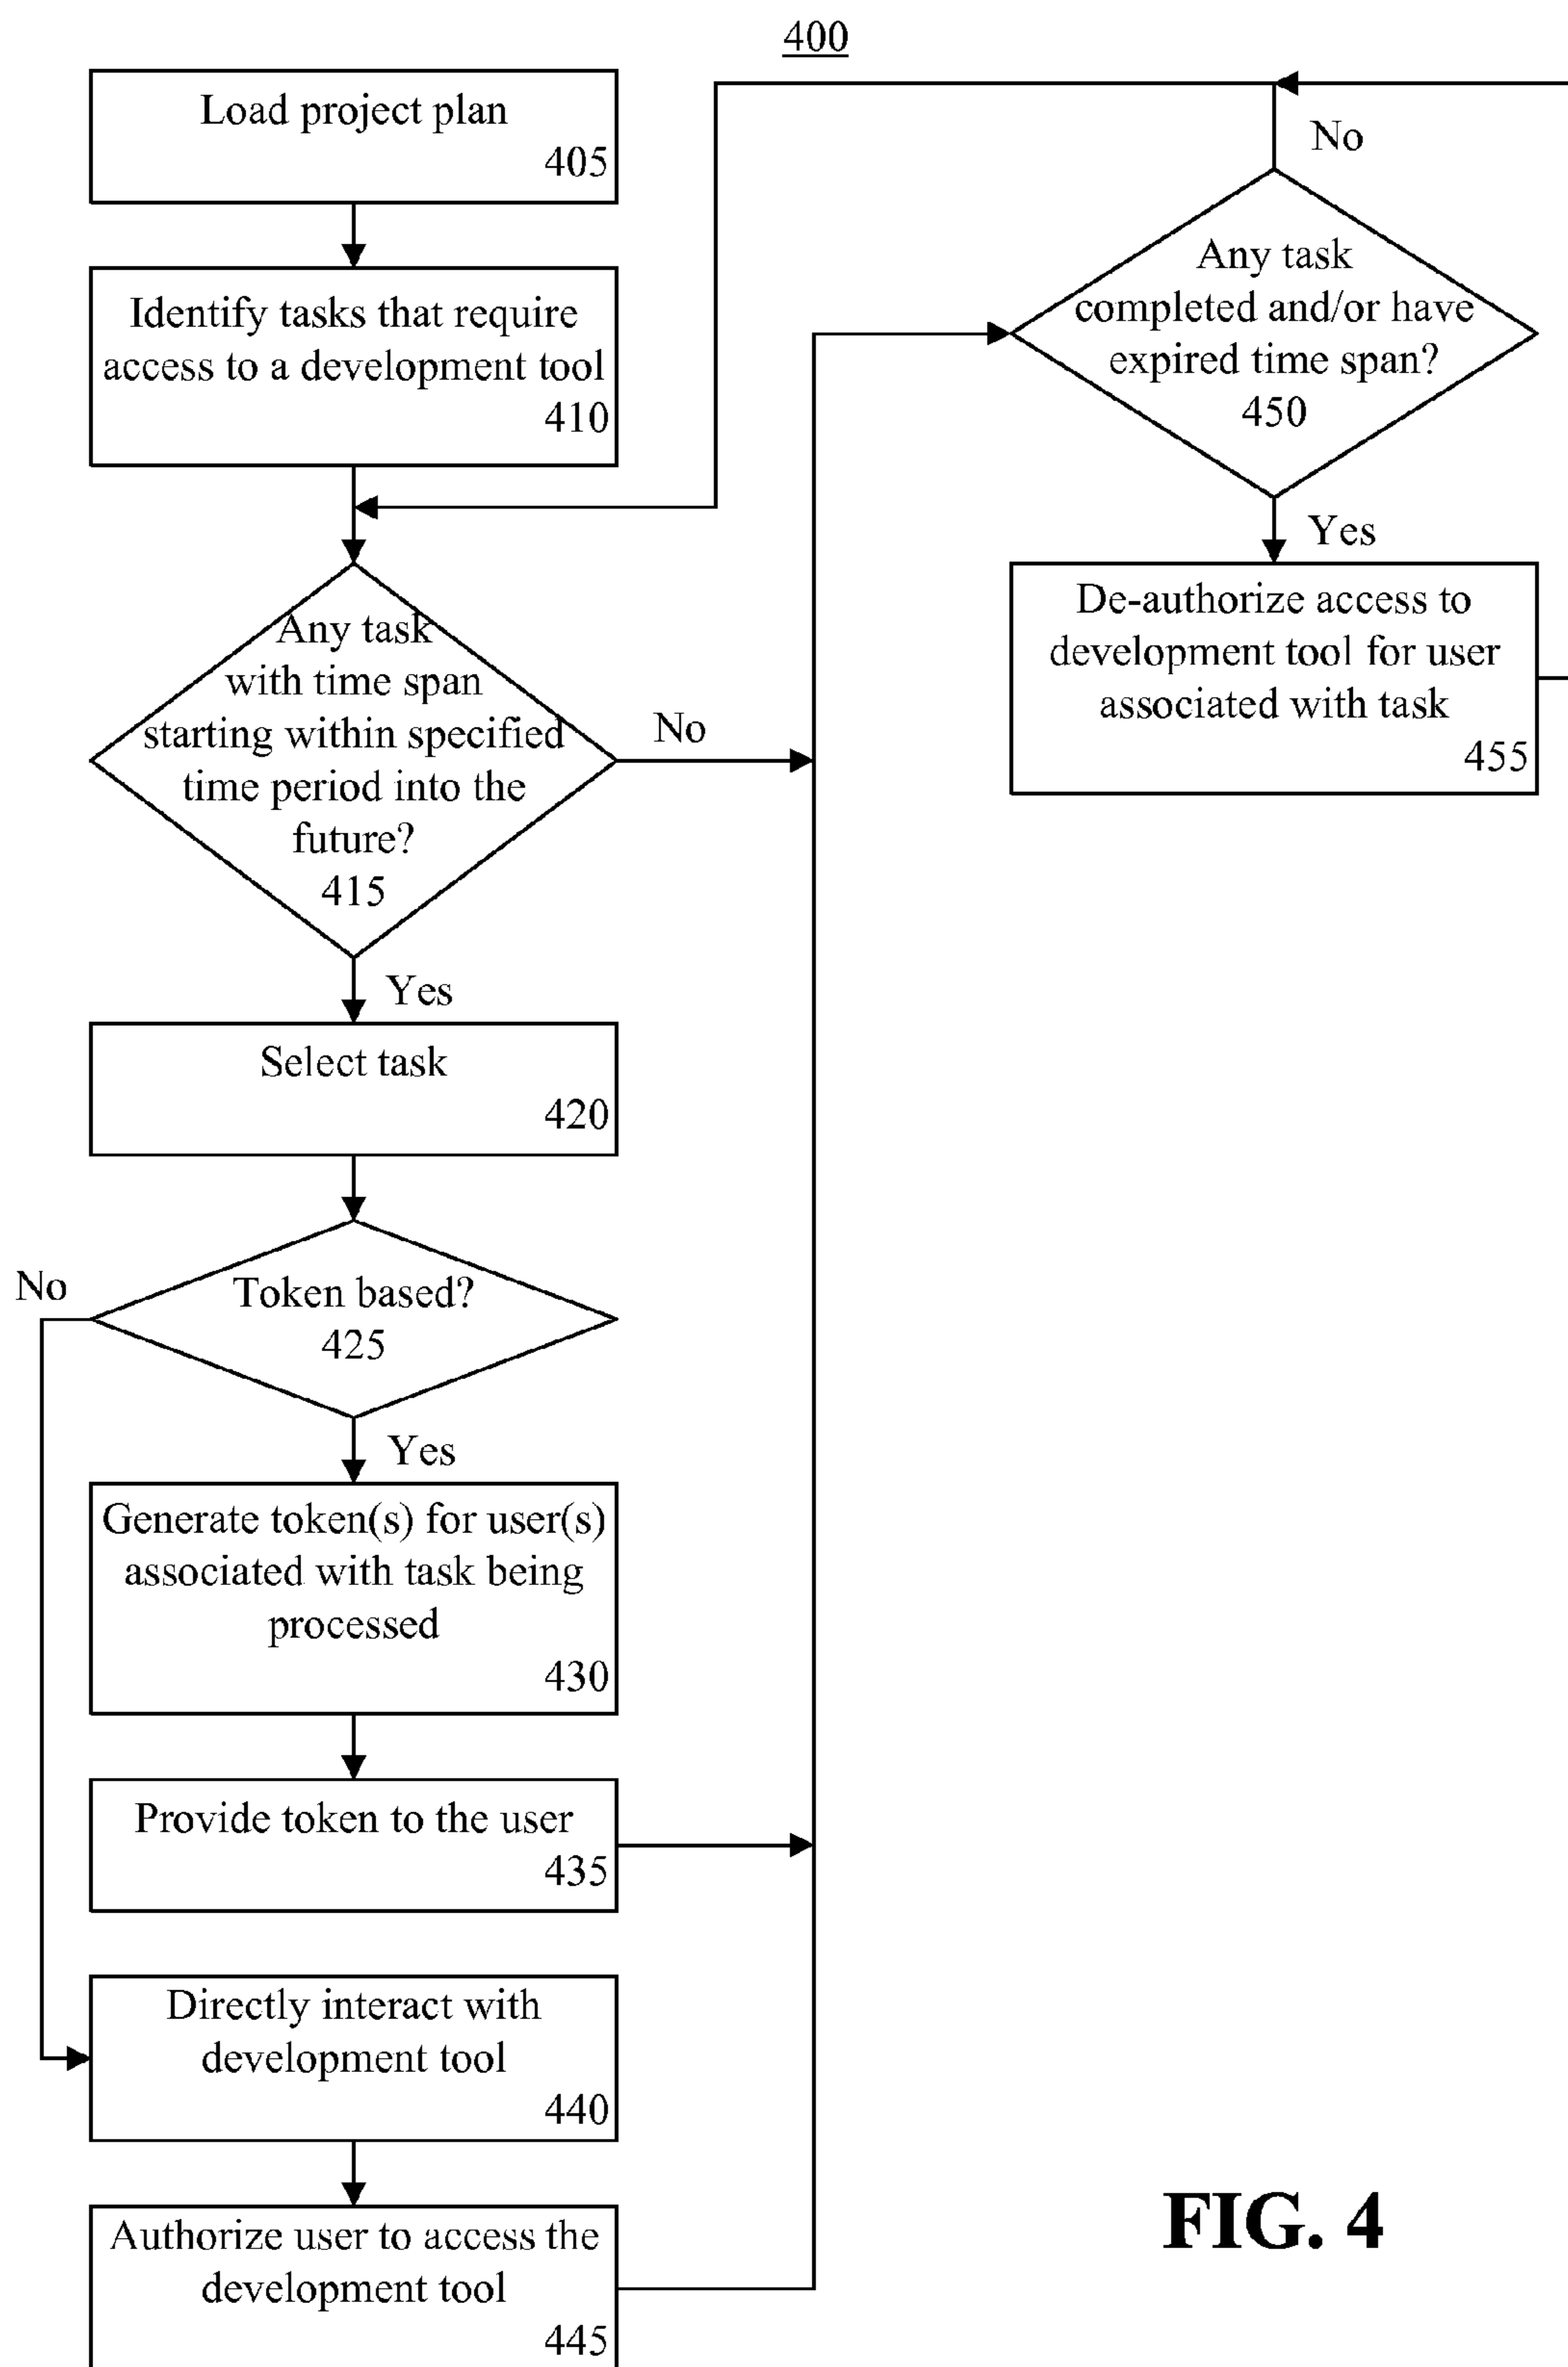 400
Load project plan
405
Identify tasks that require
access to a development tool
410
Any task
with time span
starting within specified
time period into the
future?
415
No
Yes
Select task
420
Token based?
425
No
Yes
Generate token(s) for user(s)
associated with task being
processed
430
Provide token to the user
435
Directly interact with
development tool
440
Authorize user to access the
development tool
445
No
Any task
completed and/or have
expired time span?
450
Yes
De-authorize access to
development tool for user
associated with task
455
FIG. 4